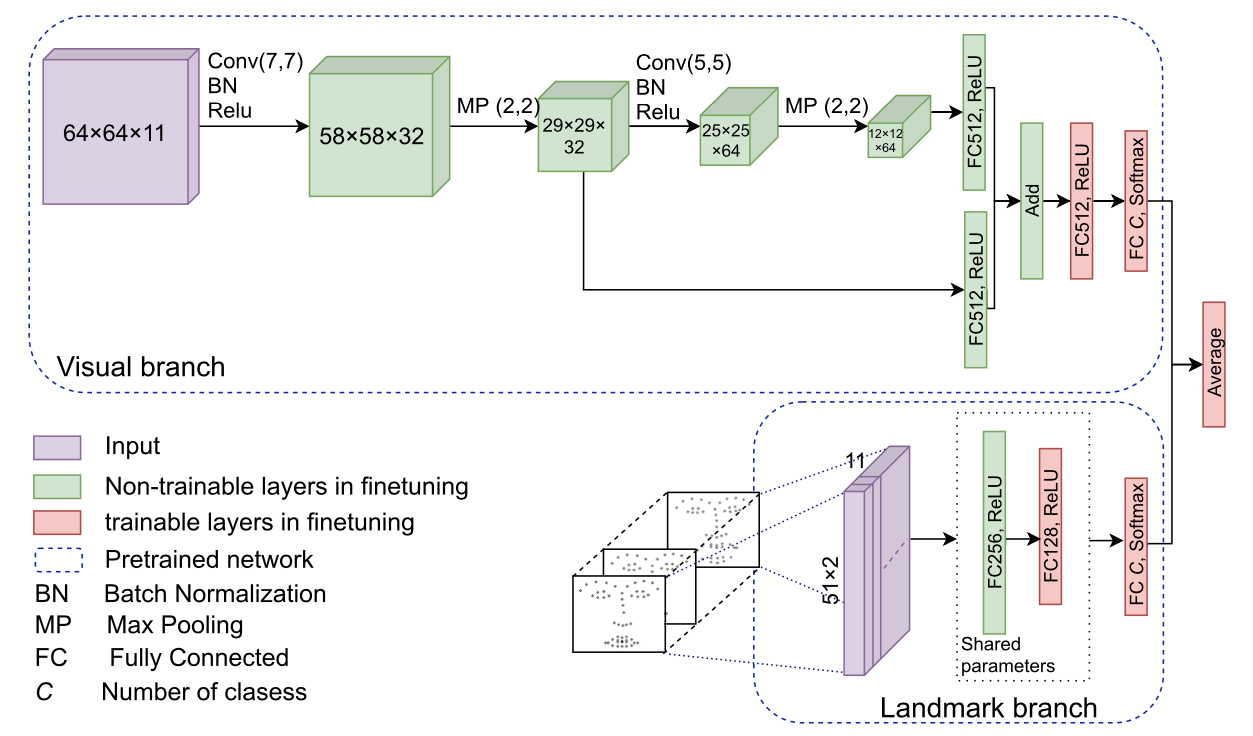 64×64×11
Conv(7,7)
BN
Relu
58×58×32
MP (2,2)
29×29×
32
Conv(5,5)
BN
Relu
25×25
×64
MP (2,2)
12×12
×64
FC512, ReLU
FC512, ReLU
Add
FC512, ReLU
FC C, Softmax
Visual branch
Average
Input
Non-trainable layers in finetuning
trainable layers in finetuning
Pretrained network
BN Batch Normalization
MP Max Pooling
FC Fully Connected
C Number of clasess
11
51×2
FC256, ReLU
FC128, ReLU
Shared
parameters
FC C, Softmax
Landmark branch